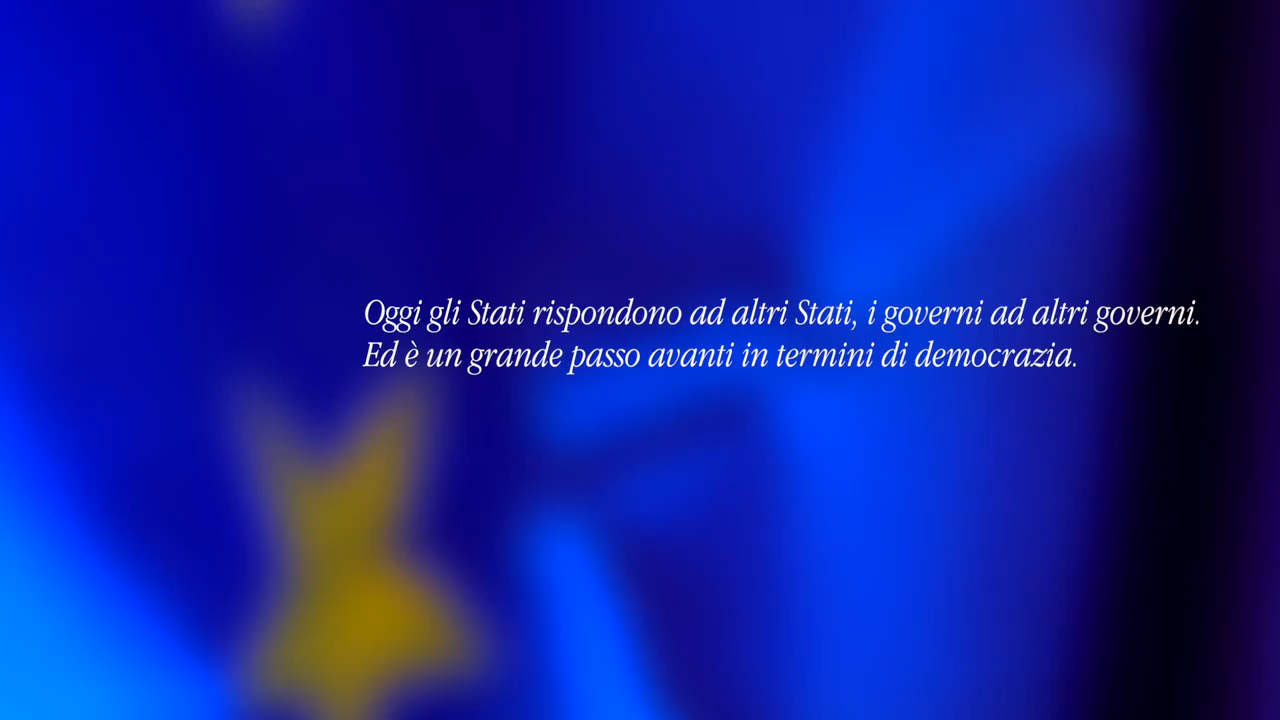 Oggi gli Stati rispondono ad altri Stati, i governi ad altri governi.
Ed è un grande passo avanti in termini di democrazia.